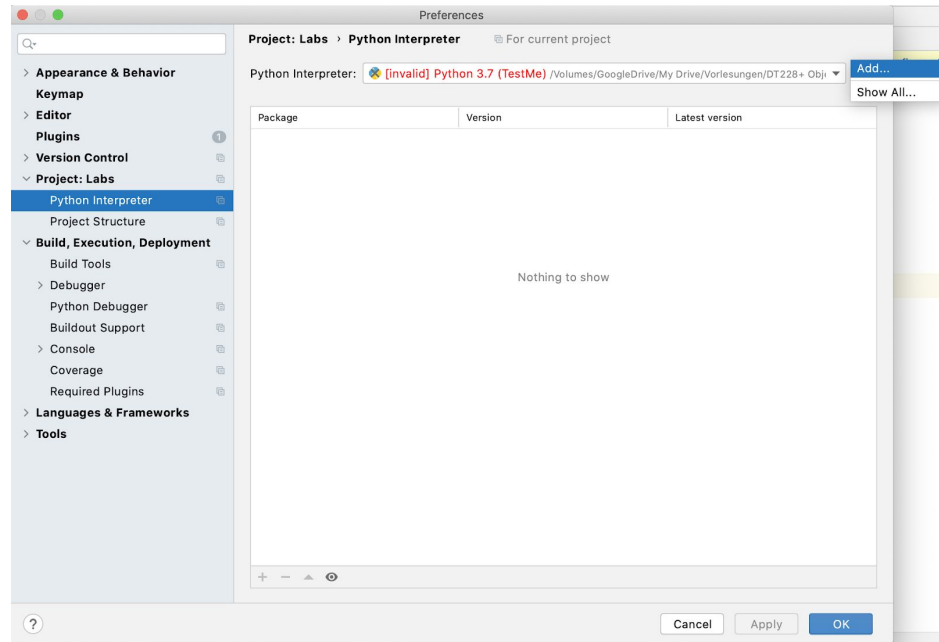 Preferences
Project: Labs › Python Interpreter For current project
Python Interpreter: [invalid] Python 3.7 (TestMe) /Volumes/GoogleDrive/My Drive/Vorlesungen/DT228+ Obj
Add...
Show All...
Appearance & Behavior
Keymap
Editor
Plugins 1
Version Control
Project: Labs
Python Interpreter
Project Structure
Build, Execution, Deployment
Build Tools
Debugger
Python Debugger
Buildout Support
Console
Coverage
Required Plugins
Languages & Frameworks
Tools
Package Version Latest version
Nothing to show
?
Cancel Apply OK